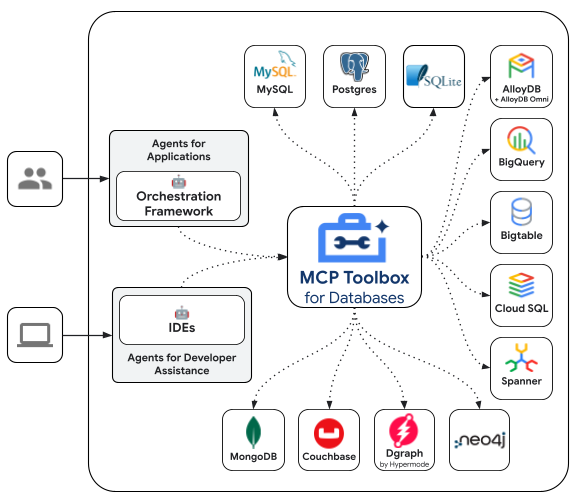 MySQL
MySQL
Postgres
SQLite
AlloyDB
+ AlloyDB Omni
Agents for
Applications
Orchestration
Framework
BigQuery
Bigtable
MCP Toolbox
for Databases
Cloud SQL
IDEs
Agents for Developer
Assistance
Spanner
MongoDB
Couchbase
Dgraph
by Hypermode
neo4j